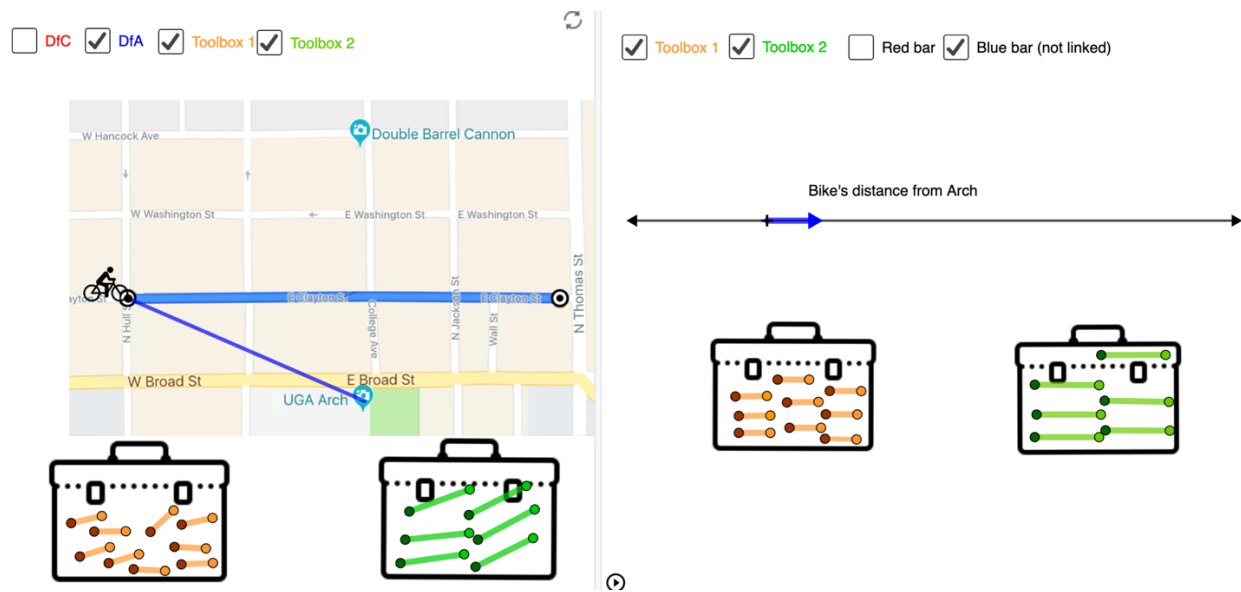 DfC DfA Toolbox 1 Toolbox 2
W Hancock Ave
Double Barrel Cannon
W Washington St E Washington St E Washington St
E Clayton St E Clayton St
N Hull
College Ave
N Jackson St
Wall St
N Thomas St
W Broad St E Broad St
UGA Arch
Toolbox 1 Toolbox 2 Red bar Blue bar (not linked)
Bike's distance from Arch